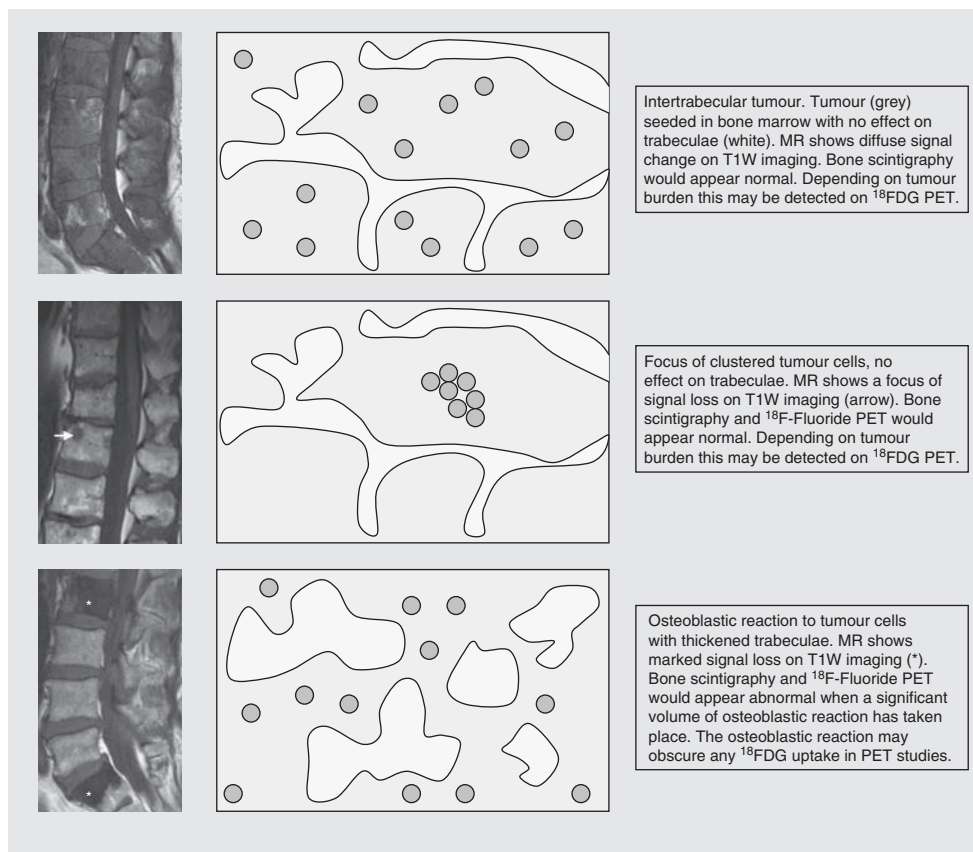 Intertrabecular tumour. Tumour (grey)
seeded in bone marrow with no effect on
trabeculae (white). MR shows diffuse signal
change on T1W imaging. Bone scintigraphy
would appear normal. Depending on tumour
burden this may be detected on ¹⁸FDG PET.
Focus of clustered tumour cells, no
effect on trabeculae. MR shows a focus of
signal loss on T1W imaging (arrow). Bone
scintigraphy and ¹⁸F-Fluoride PET would
appear normal. Depending on tumour
burden this may be detected on ¹⁸FDG PET.
*
*
Osteoblastic reaction to tumour cells
with thickened trabeculae. MR shows
marked signal loss on T1W imaging (*).
Bone scintigraphy and ¹⁸F-Fluoride PET
would appear abnormal when a significant
volume of osteoblastic reaction has taken
place. The osteoblastic reaction may
obscure any ¹⁸FDG uptake in PET studies.